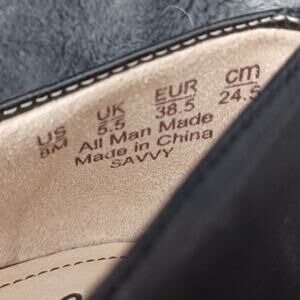 US UK EUR cm
8M 5.5 38.5 24.5
All Man Made
Made in China
SAVVY